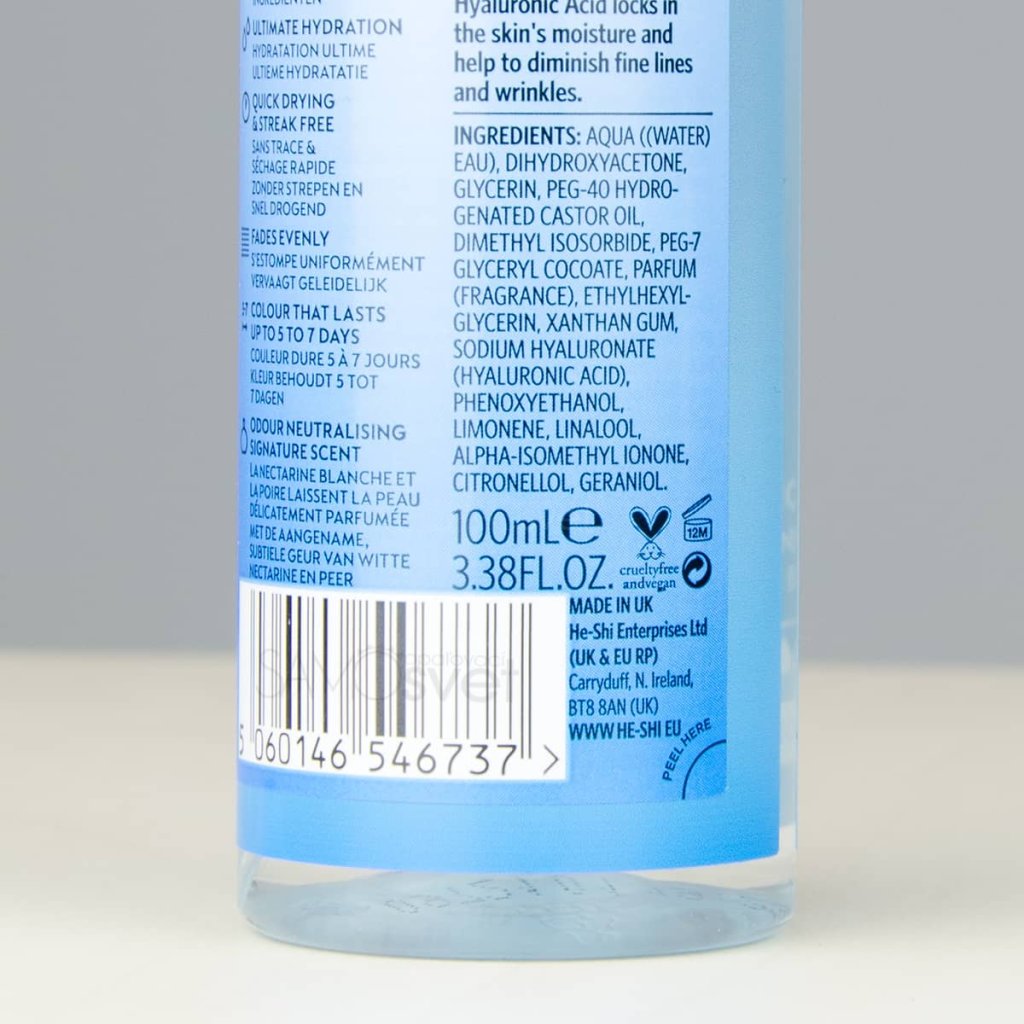 INGREDIËNTEN
ULTIMATE HYDRATION
HYDRATATION ULTIME
ULTIEME HYDRATATIE
QUICK DRYING
& STREAK FREE
SANS TRACE &
SÉCHAGE RAPIDE
ZONDER STREPEN EN
SNEL DROGEND
FADES EVENLY
S'ESTOMPE UNIFORMÉMENT
VERVAAGT GELEIDELIJK
COLOUR THAT LASTS
UP TO 5 TO 7 DAYS
COULEUR DURE 5 À 7 JOURS
KLEUR BEHOUDT 5 TOT
7 DAGEN
ODOUR NEUTRALISING
SIGNATURE SCENT
LA NECTARINE BLANCHE ET
LA POIRE LAISSENT LA PEAU
DÉLICATEMENT PARFUMÉE
MET DE AANGENAME,
SUBTIELE GEUR VAN WITTE
NECTARINE EN PEER
Hyaluronic Acid locks in
the skin's moisture and
help to diminish fine lines
and wrinkles.
INGREDIENTS: AQUA ((WATER)
EAU), DIHYDROXYACETONE,
GLYCERIN, PEG-40 HYDRO-
GENATED CASTOR OIL,
DIMETHYL ISOSORBIDE, PEG-7
GLYCERYL COCOATE, PARFUM
(FRAGRANCE), ETHYLHEXYL-
GLYCERIN, XANTHAN GUM,
SODIUM HYALURONATE
(HYALURONIC ACID),
PHENOXYETHANOL,
LIMONENE, LINALOOL,
ALPHA-ISOMETHYL IONONE,
CITRONELLOL, GERANIOL.
100mL e
3.38FL.OZ.
crueltyfree
andvegan
12M
MADE IN UK
He-Shi Enterprises Ltd
(UK & EU RP)
Carryduff, N. Ireland,
BT8 8AN (UK)
WWW.HE-SHI.EU
PEEL HERE
5 060146 546737 >
SAVO svet